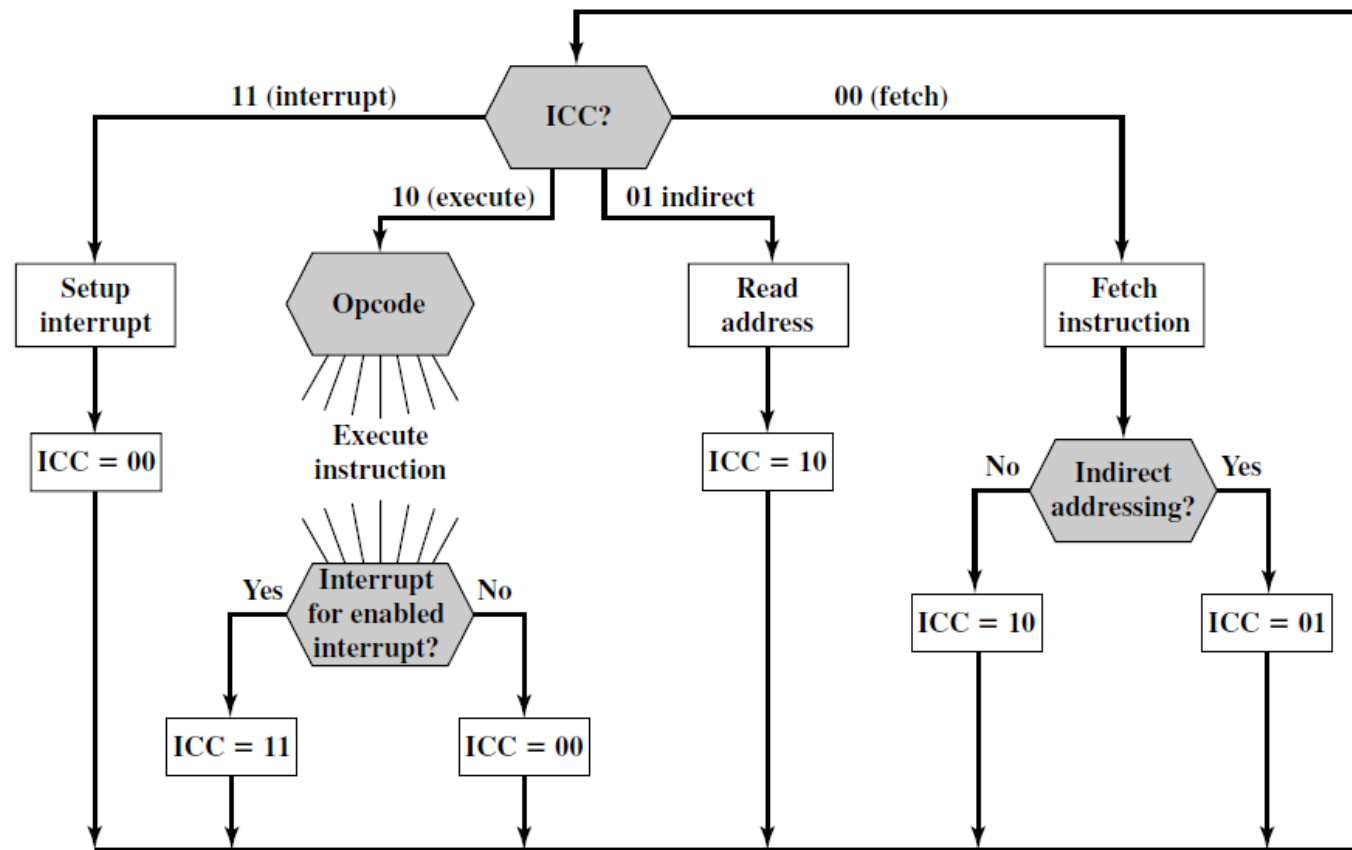 11 (interrupt)
ICC?
00 (fetch)
10 (execute)
01 indirect
Setup
interrupt
Opcode
Read
address
Fetch
instruction
Execute
instruction
ICC = 00
ICC = 10
No
Indirect
addressing?
Yes
Yes
Interrupt
for enabled
interrupt?
No
ICC = 10
ICC = 01
ICC = 11
ICC = 00